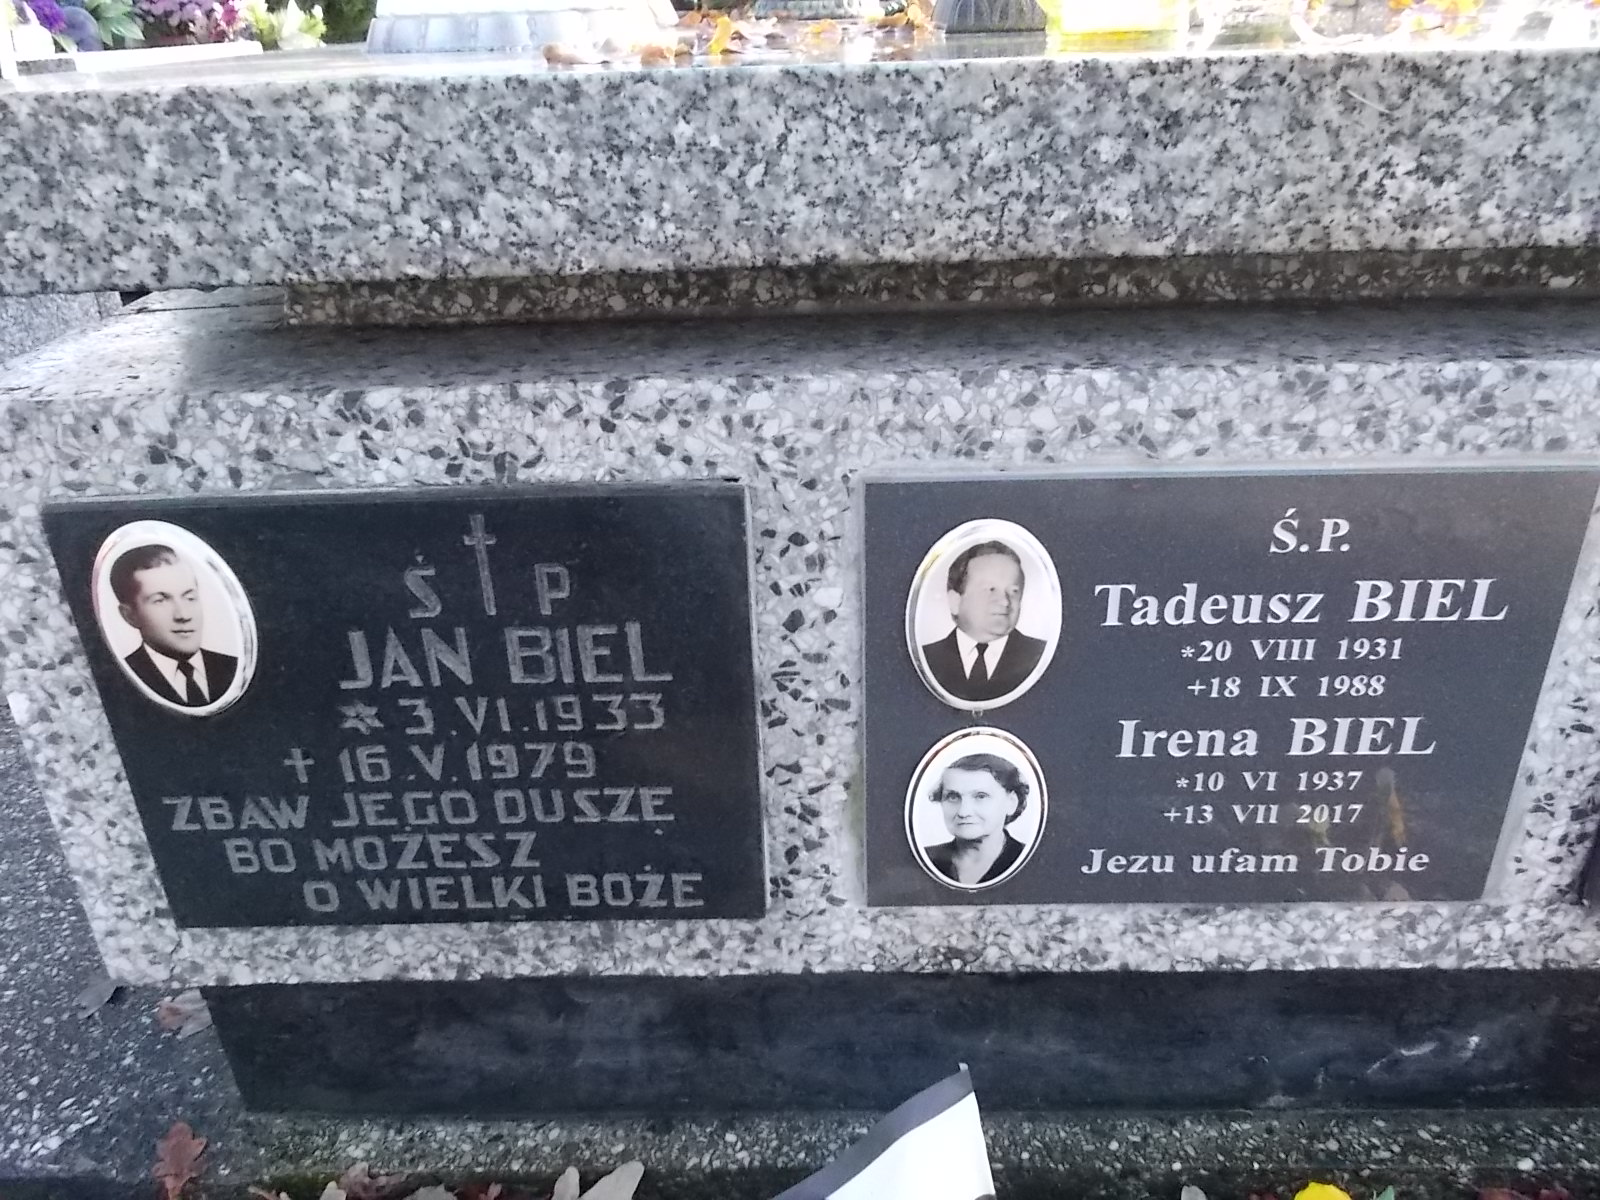 Ś P
JAN BIEL
* 3.VI.1933
+ 16.V.1979
ZBAW JEGO DUSZĘ
BO MOŻESZ
O WIELKI BOŻE
Ś.P.
Tadeusz BIEL
*20 VIII 1931
+18 IX 1988
Irena BIEL
*10 VI 1937
+13 VII 2017
Jezu ufam Tobie